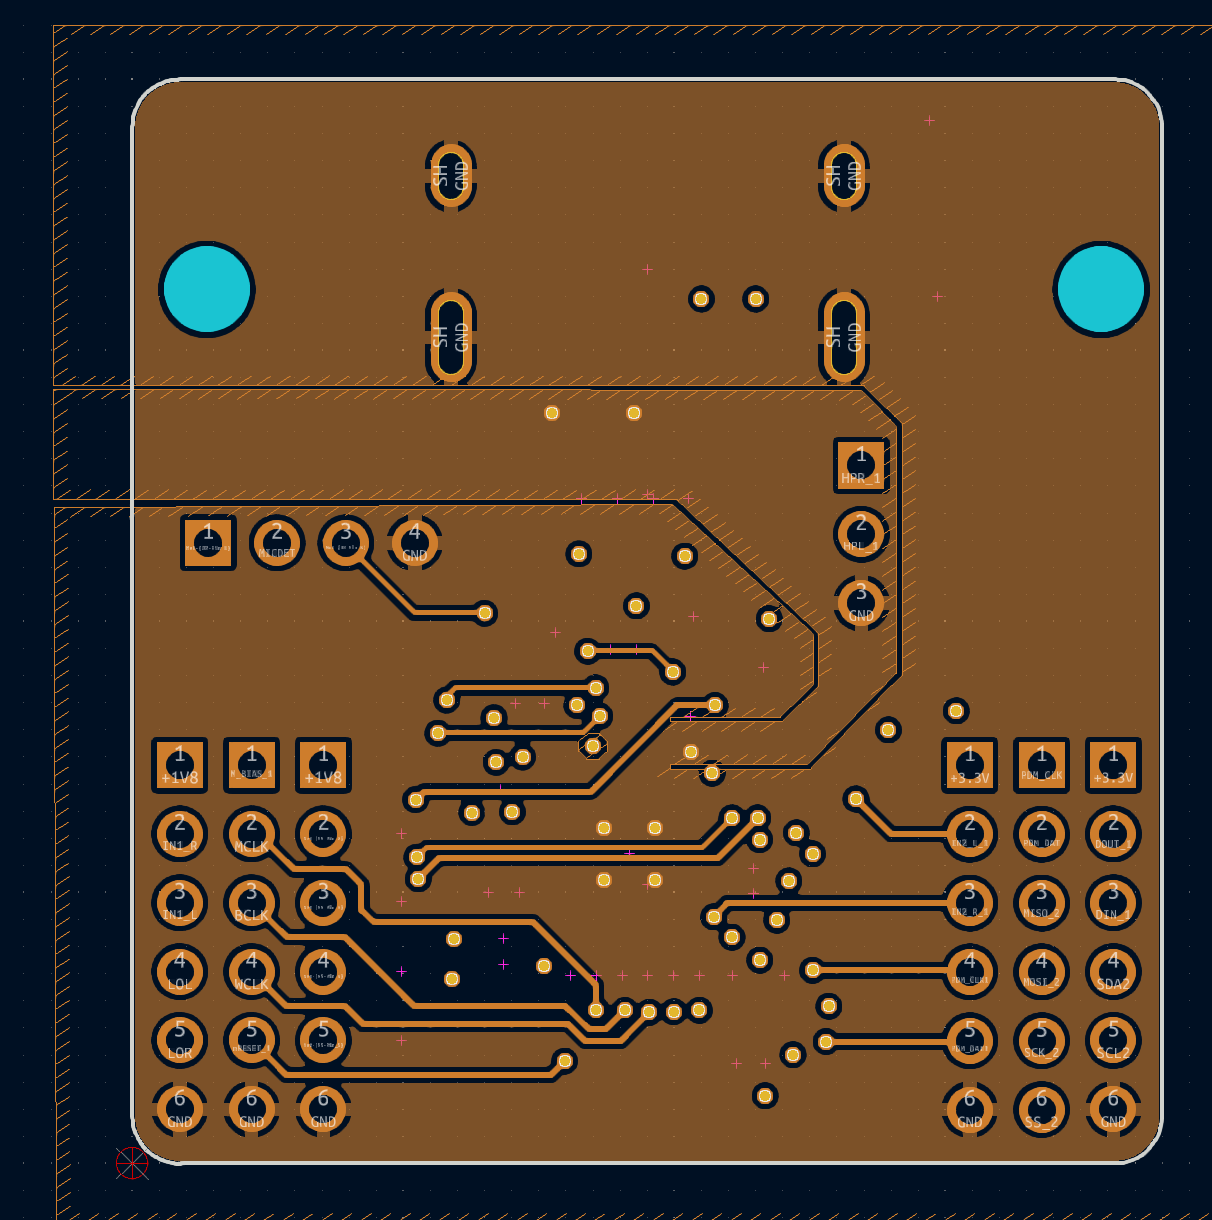 SH
GND
SH
GND
SH
GND
SH
GND
1
HPR_1
2
HPL_1
3
GND
1
2
MICDET
3
4
GND
1
+1V8
1
M_BIAS_1
1
+1V8
2
IN1_R
2
MCLK
2
3
IN1_L
3
BCLK
3
4
LOL
4
WCLK
4
5
LOR
5
nRESET_1
5
6
GND
6
GND
6
GND
1
+3.3V
1
PDM_CLK
1
+3.3V
2
IN2_L_1
2
PDM_DAT
2
DOUT_1
3
IN2_R_1
3
MISO_2
3
DIN_1
4
PDM_CLK1
4
MOSI_2
4
SDA2
5
5
SCK_2
5
SCL2
6
GND
6
SS_2
6
GND